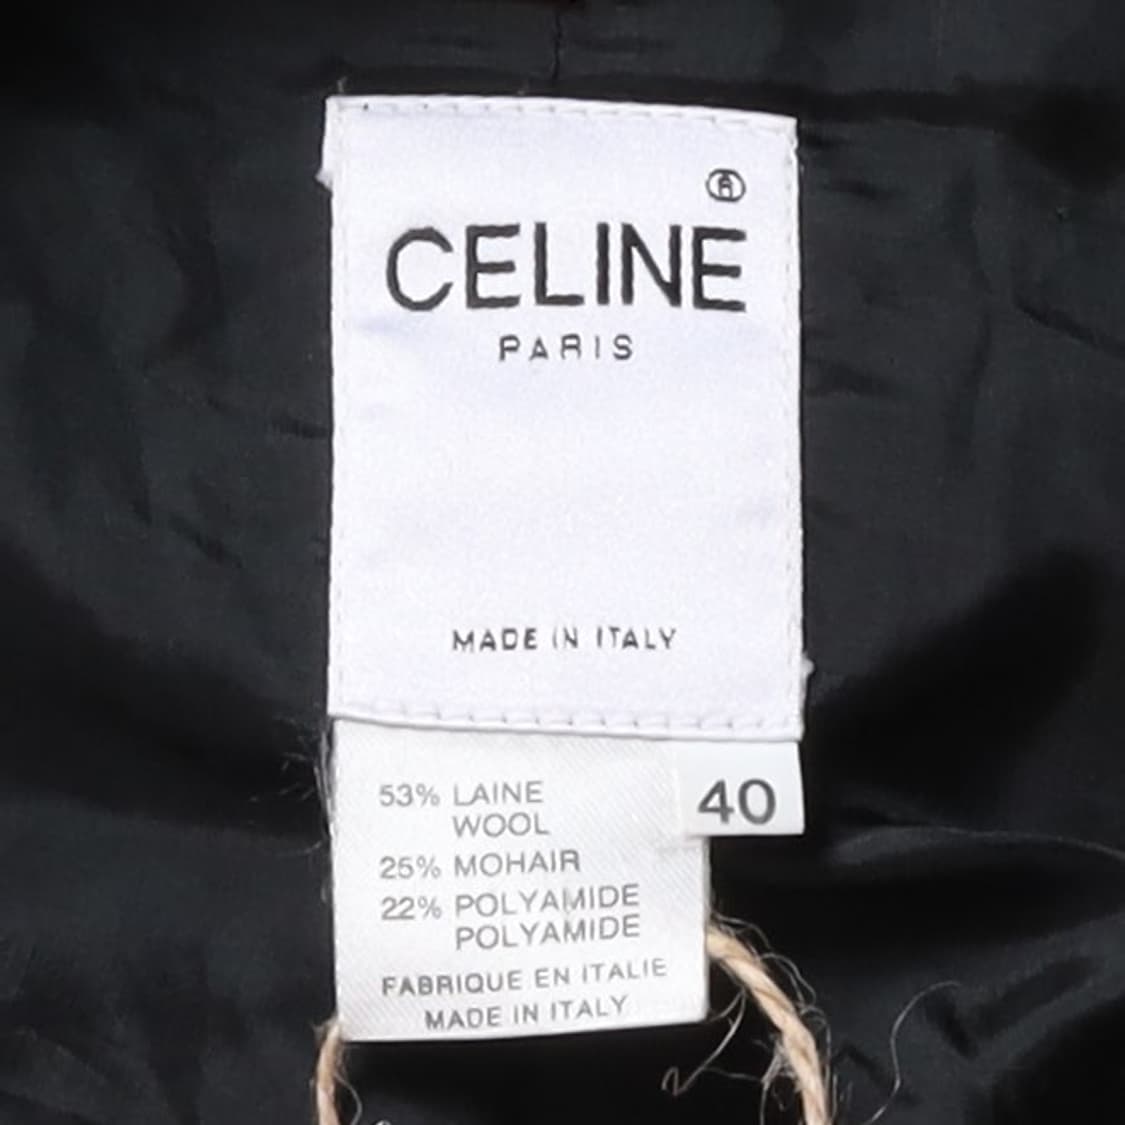 ®
CELINE
PARIS
MADE IN ITALY
40
53% LAINE
WOOL
25% MOHAIR
22% POLYAMIDE
POLYAMIDE
FABRIQUE EN ITALIE
MADE IN ITALY